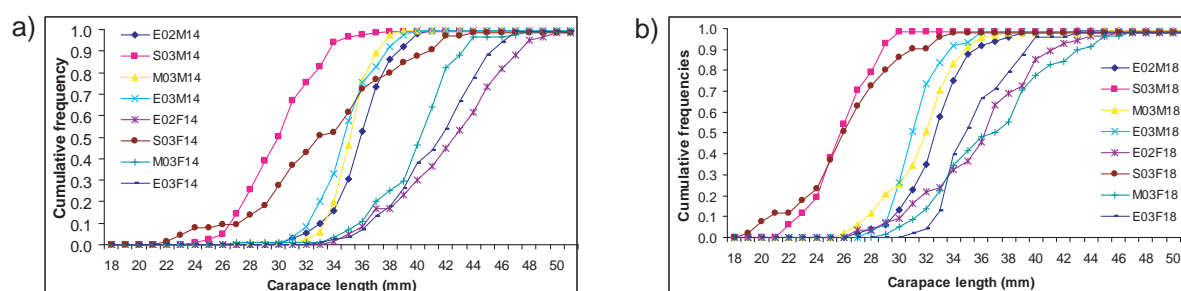 a)
Cumulative frequency
1.0
0.9
0.8
0.7
0.6
0.5
0.4
0.3
0.2
0.1
0.0
E02M14
S03M14
M03M14
E03M14
E02F14
S03F14
M03F14
E03F14
18 20 22 24 26 28 30 32 34 36 38 40 42 44 46 48 50
Carapace length (mm)
b)
Cumulative frequencies
1.0
0.9
0.8
0.7
0.6
0.5
0.4
0.3
0.2
0.1
0.0
E02M18
S03M18
M03M18
E03M18
E02F18
S03F18
M03F18
E03F18
18 20 22 24 26 28 30 32 34 36 38 40 42 44 46 48 50
Carapace length (mm)